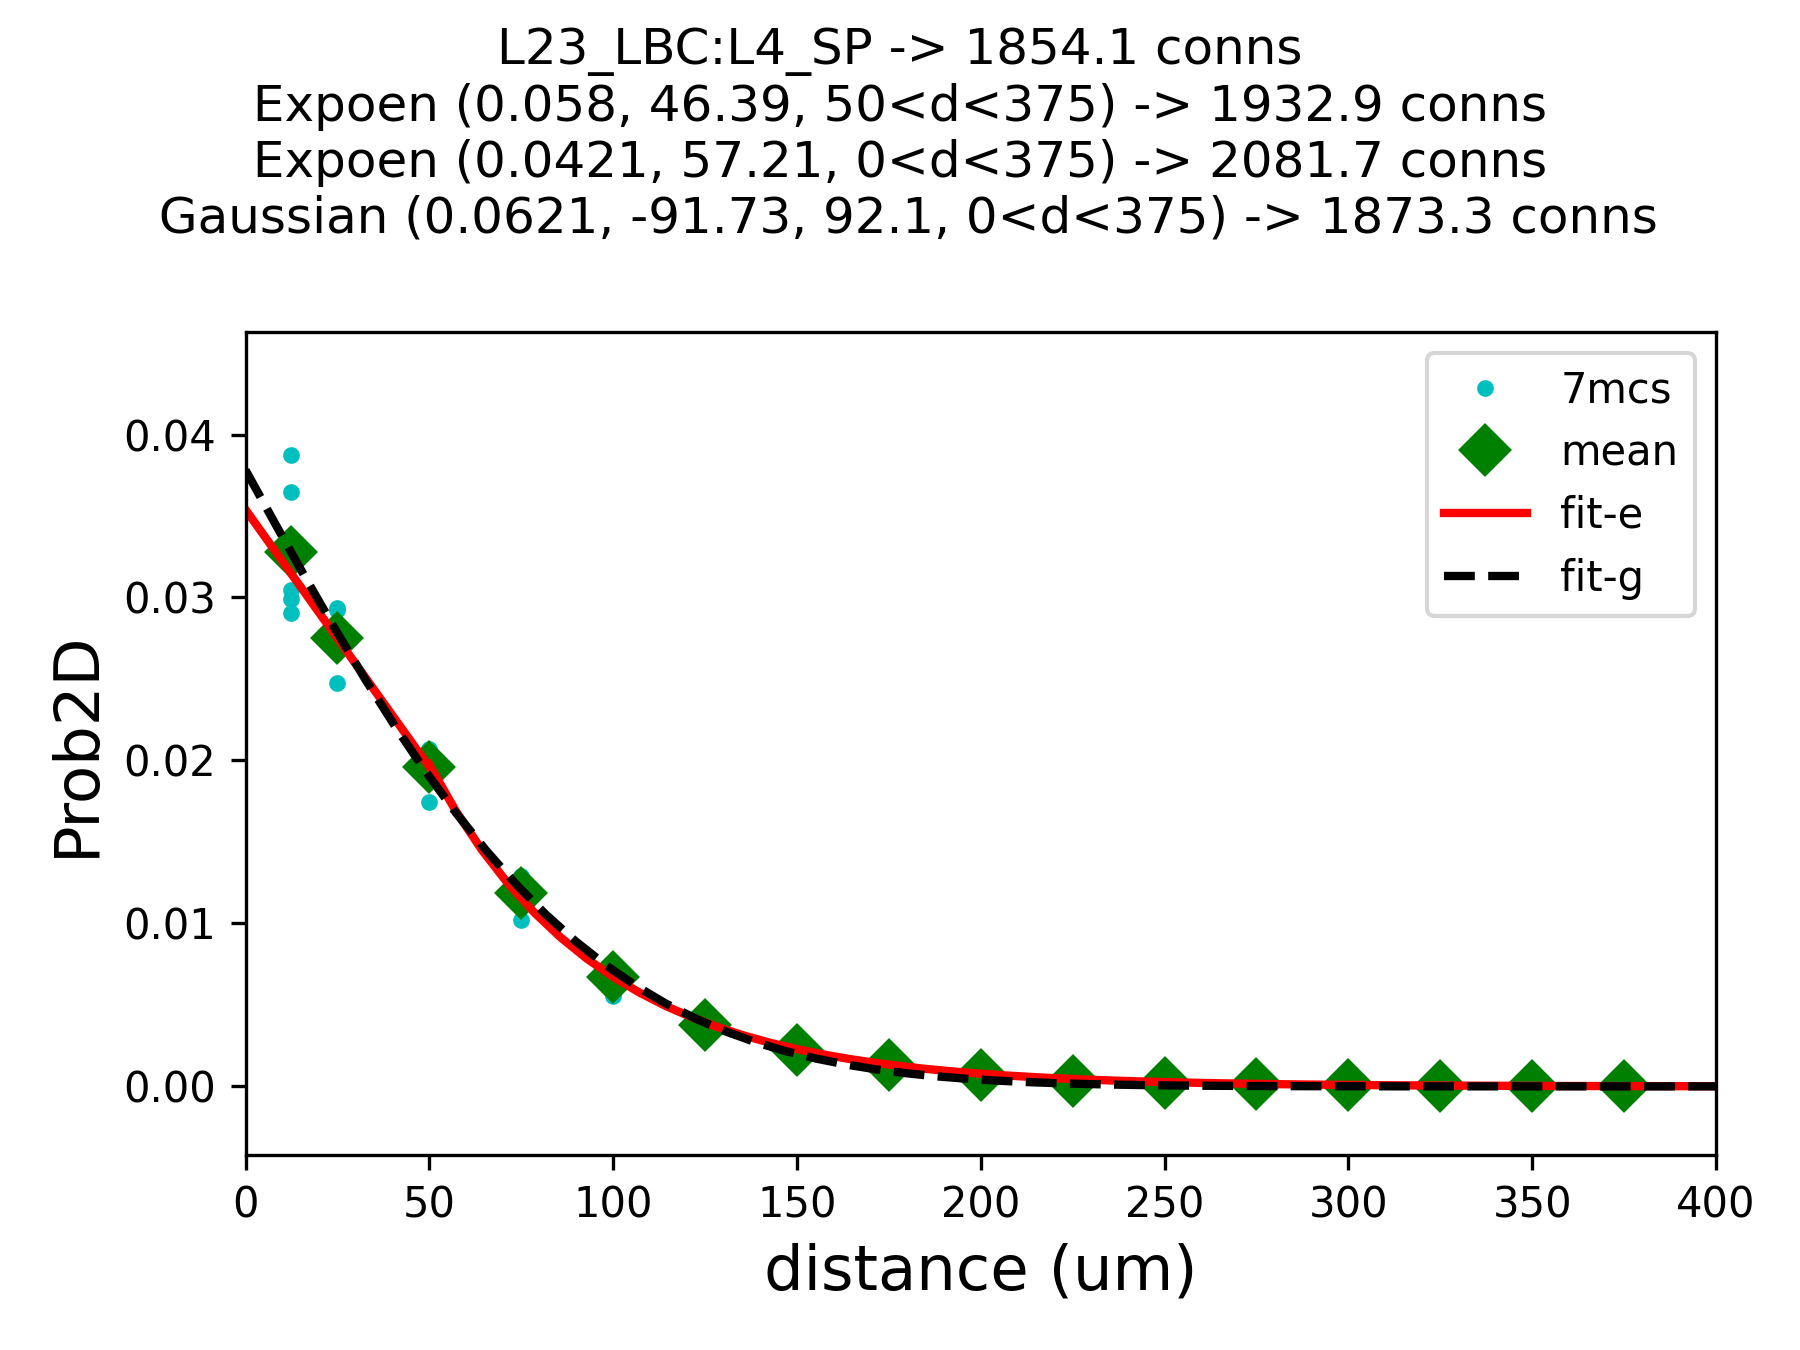 L23_LBC:L4_SP -> 1854.1 conns
Expoen (0.058, 46.39, 50<d<375) -> 1932.9 conns
Expoen (0.0421, 57.21, 0<d<375) -> 2081.7 conns
Gaussian (0.0621, -91.73, 92.1, 0<d<375) -> 1873.3 conns
7mcs
mean
fit-e
fit-g
Prob2D
0.04
0.03
0.02
0.01
0.00
0 50 100 150 200 250 300 350 400
distance (um)